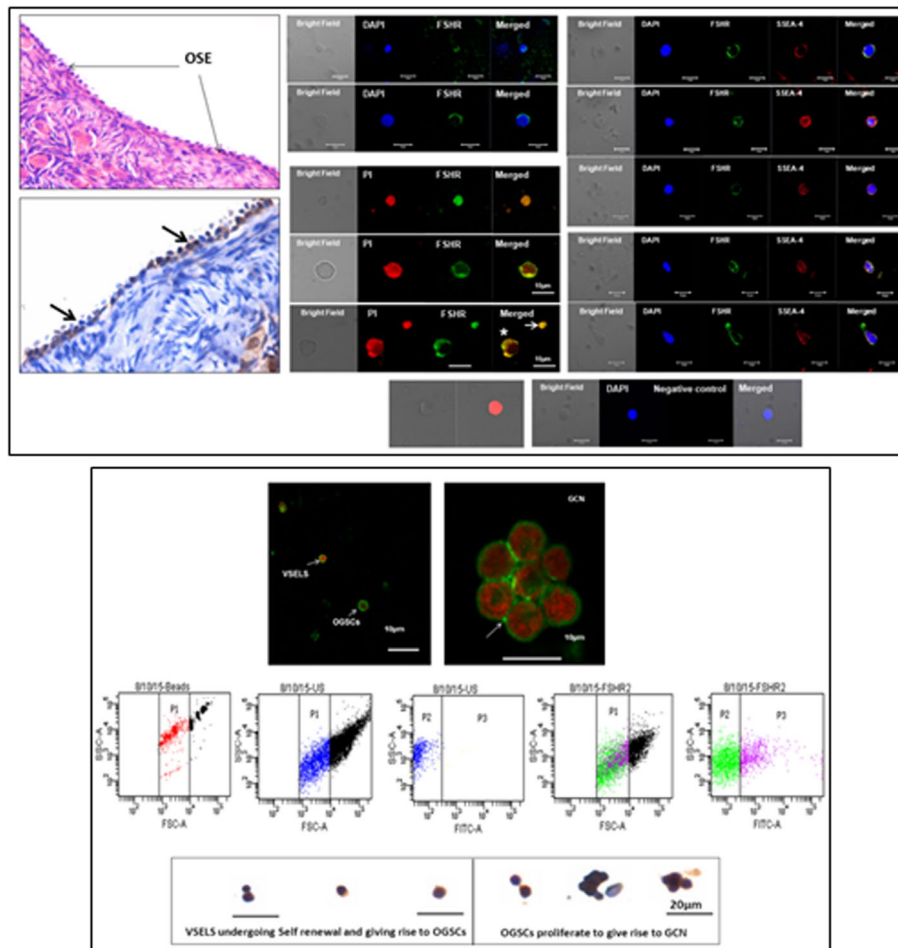 OSE
Bright Field DAPI FSHR Merged
Bright Field DAPI FSHR Merged
Bright Field PI FSHR Merged
Bright Field PI FSHR Merged
10µm
Bright Field PI FSHR Merged
*
10µm
Bright Field DAPI FSHR SSEA-4 Merged
Bright Field DAPI FSHR SSEA-4 Merged
Bright Field DAPI FSHR SSEA-4 Merged
Bright Field DAPI FSHR SSEA-4 Merged
Bright Field DAPI FSHR SSEA-4 Merged
Bright Field DAPI Negative control Merged
VSELS
OGSCs
10µm
GCN
10µm
8/10/15-Beads
P1
SSC-A
FSC-A
8/10/15-US
P1
SSC-A
FSC-A
8/10/15-US
P2 P3
SSC-A
FITC-A
8/10/15-FSHR2
P1
SSC-A
FSC-A
8/10/15-FSHR2
P2 P3
SSC-A
FITC-A
VSELS undergoing Self renewal and giving rise to OGSCs
20µm
OGSCs proliferate to give rise to GCN